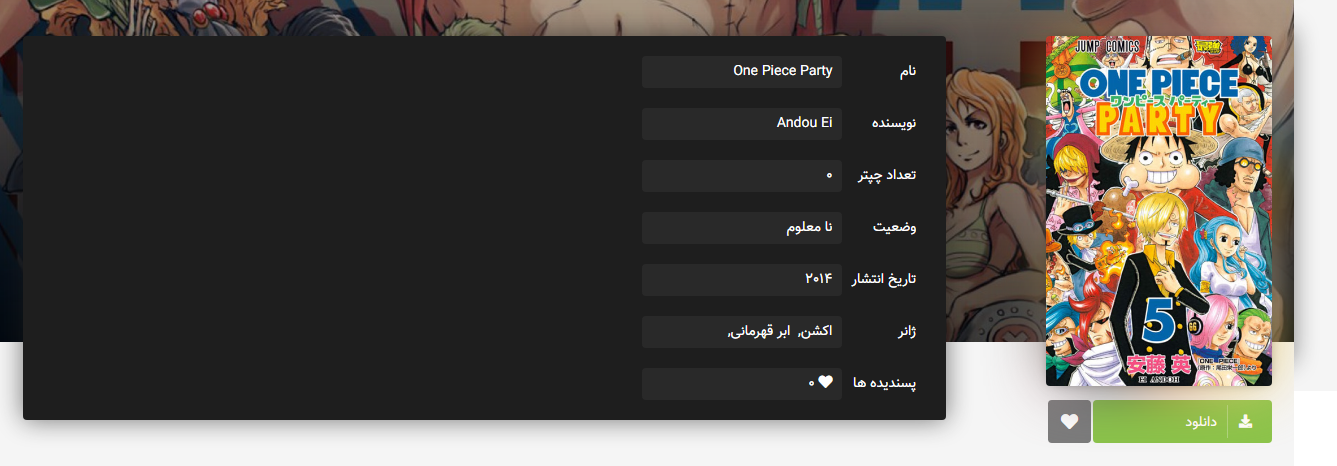 نام
One Piece Party
نویسنده
Andou Ei
تعداد چپتر
۰
وضعیت
نا معلوم
تاریخ انتشار
۲۰۱۴
ژانر
اکشن, ابر قهرمانی,
پسندیده ها
۰
JUMP COMICS
ONE PIECE
ワンピース パーティー
PARTY
5
安藤 英
EI ANDOH
ONE PIECE
دانلود